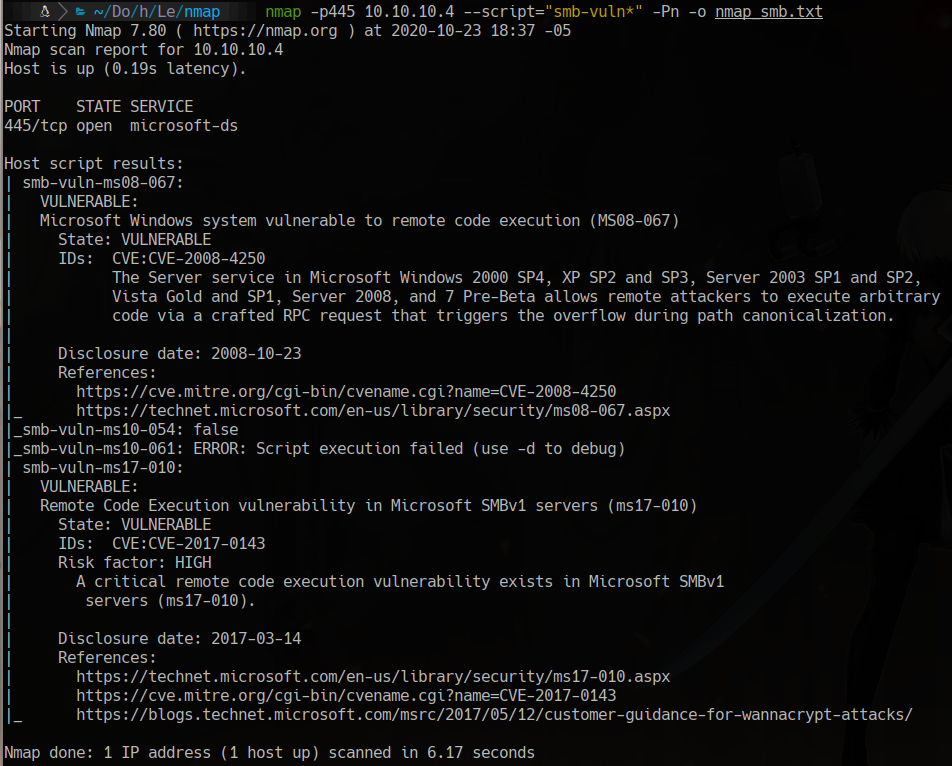 ~/Do/h/Le/nmap nmap -p445 10.10.10.4 --script="smb-vuln*" -Pn -o nmap_smb.txt
Starting Nmap 7.80 ( https://nmap.org ) at 2020-10-23 18:37 -05
Nmap scan report for 10.10.10.4
Host is up (0.19s latency).

PORT    STATE SERVICE
445/tcp open  microsoft-ds

Host script results:
| smb-vuln-ms08-067:
|   VULNERABLE:
|   Microsoft Windows system vulnerable to remote code execution (MS08-067)
|     State: VULNERABLE
|     IDs:  CVE:CVE-2008-4250
|           The Server service in Microsoft Windows 2000 SP4, XP SP2 and SP3, Server 2003 SP1 and SP2,
|           Vista Gold and SP1, Server 2008, and 7 Pre-Beta allows remote attackers to execute arbitrary
|           code via a crafted RPC request that triggers the overflow during path canonicalization.
|
|     Disclosure date: 2008-10-23
|     References:
|       https://cve.mitre.org/cgi-bin/cvename.cgi?name=CVE-2008-4250
|_      https://technet.microsoft.com/en-us/library/security/ms08-067.aspx
|_smb-vuln-ms10-054: false
|_smb-vuln-ms10-061: ERROR: Script execution failed (use -d to debug)
| smb-vuln-ms17-010:
|   VULNERABLE:
|   Remote Code Execution vulnerability in Microsoft SMBv1 servers (ms17-010)
|     State: VULNERABLE
|     IDs:  CVE:CVE-2017-0143
|     Risk factor: HIGH
|       A critical remote code execution vulnerability exists in Microsoft SMBv1
|        servers (ms17-010).
|
|     Disclosure date: 2017-03-14
|     References:
|       https://technet.microsoft.com/en-us/library/security/ms17-010.aspx
|       https://cve.mitre.org/cgi-bin/cvename.cgi?name=CVE-2017-0143
|_      https://blogs.technet.microsoft.com/msrc/2017/05/12/customer-guidance-for-wannacrypt-attacks/

Nmap done: 1 IP address (1 host up) scanned in 6.17 seconds